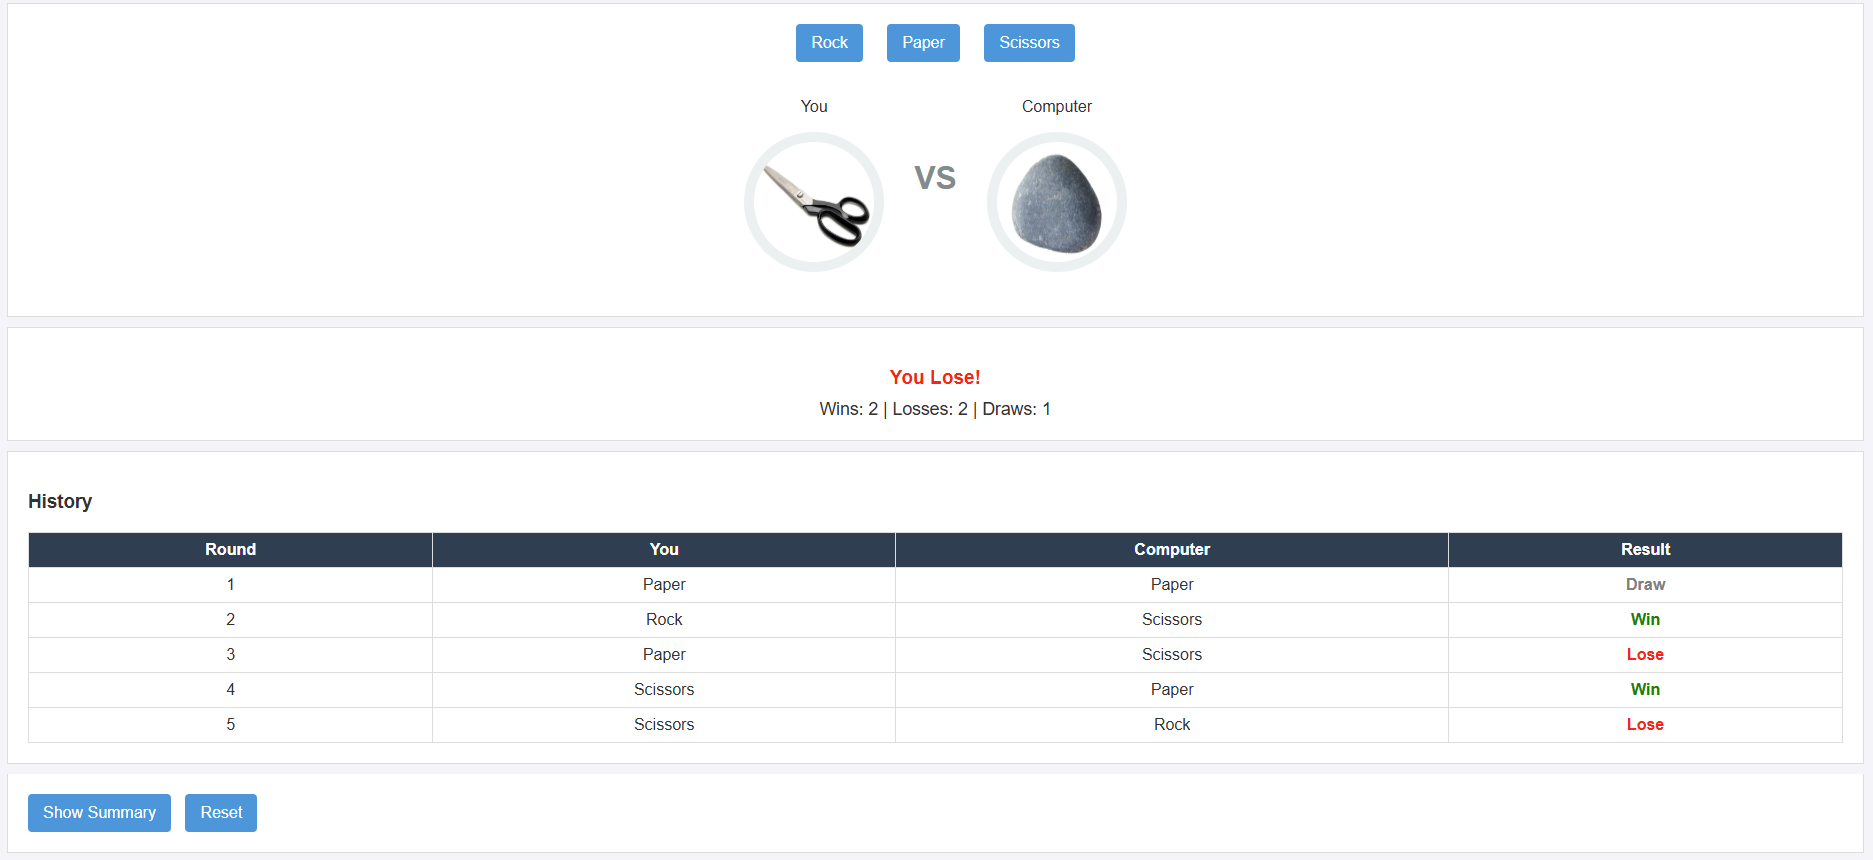 Rock Paper Scissors
You Computer
VS
You Lose!
Wins: 2 | Losses: 2 | Draws: 1
History
Round You Computer Result
1 Paper Paper Draw
2 Rock Scissors Win
3 Paper Scissors Lose
4 Scissors Paper Win
5 Scissors Rock Lose
Show Summary Reset